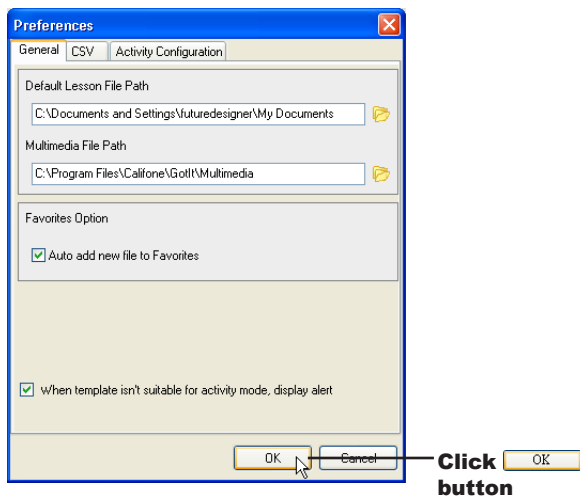 Preferences
General CSV Activity Configuration
Default Lesson File Path
C:\Documents and Settings\futuredesigner\My Documents
Multimedia File Path
C:\Program Files\Califone\GotIt\Multimedia
Favorites Option
Auto add new file to Favorites
When template isn't suitable for activity mode, display alert
OK Cancel
Click OK
button